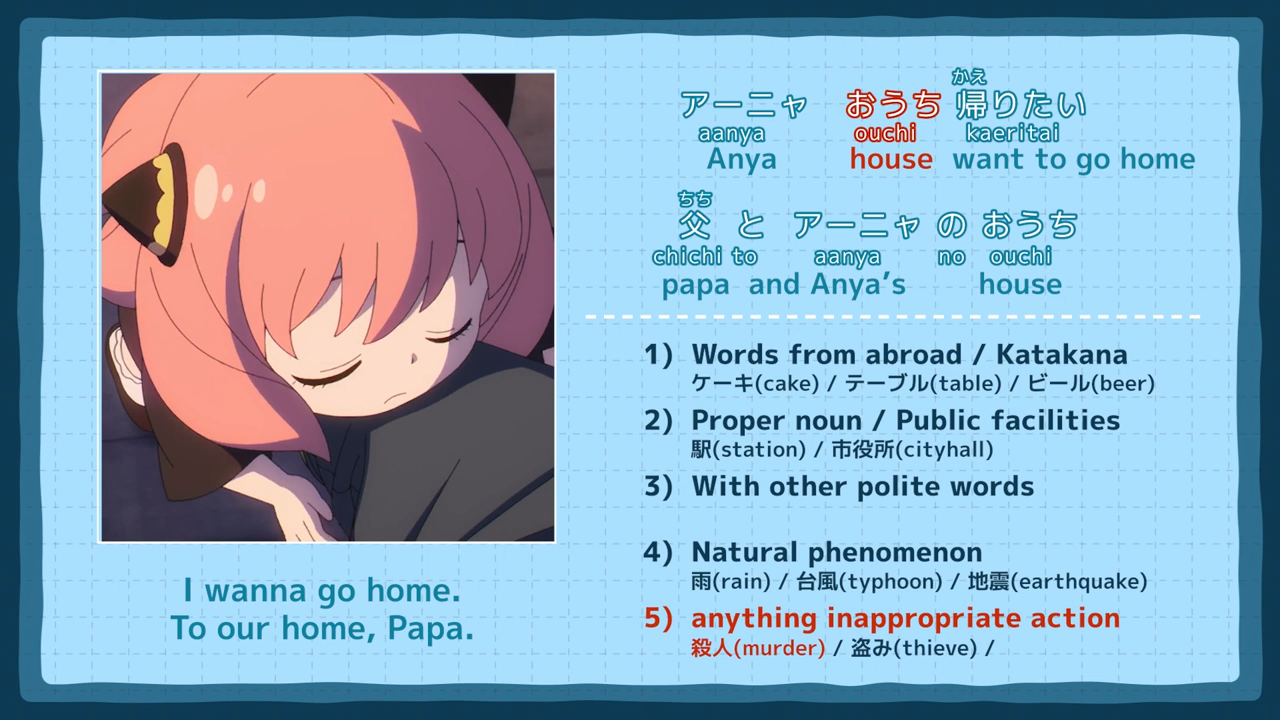 かえ
アーニャ おうち 帰りたい
aanya ouchi kaeritai
Anya house want to go home
ちち
父 と アーニャ の おうち
chichi to aanya no ouchi
papa and Anya’s house
1) Words from abroad / Katakana
ケーキ(cake) / テーブル(table) / ビール(beer)
2) Proper noun / Public facilities
駅(station) / 市役所(cityhall)
3) With other polite words
4) Natural phenomenon
雨(rain) / 台風(typhoon) / 地震(earthquake)
5) anything inappropriate action
殺人(murder) / 盗み(thieve) /
I wanna go home.
To our home, Papa.